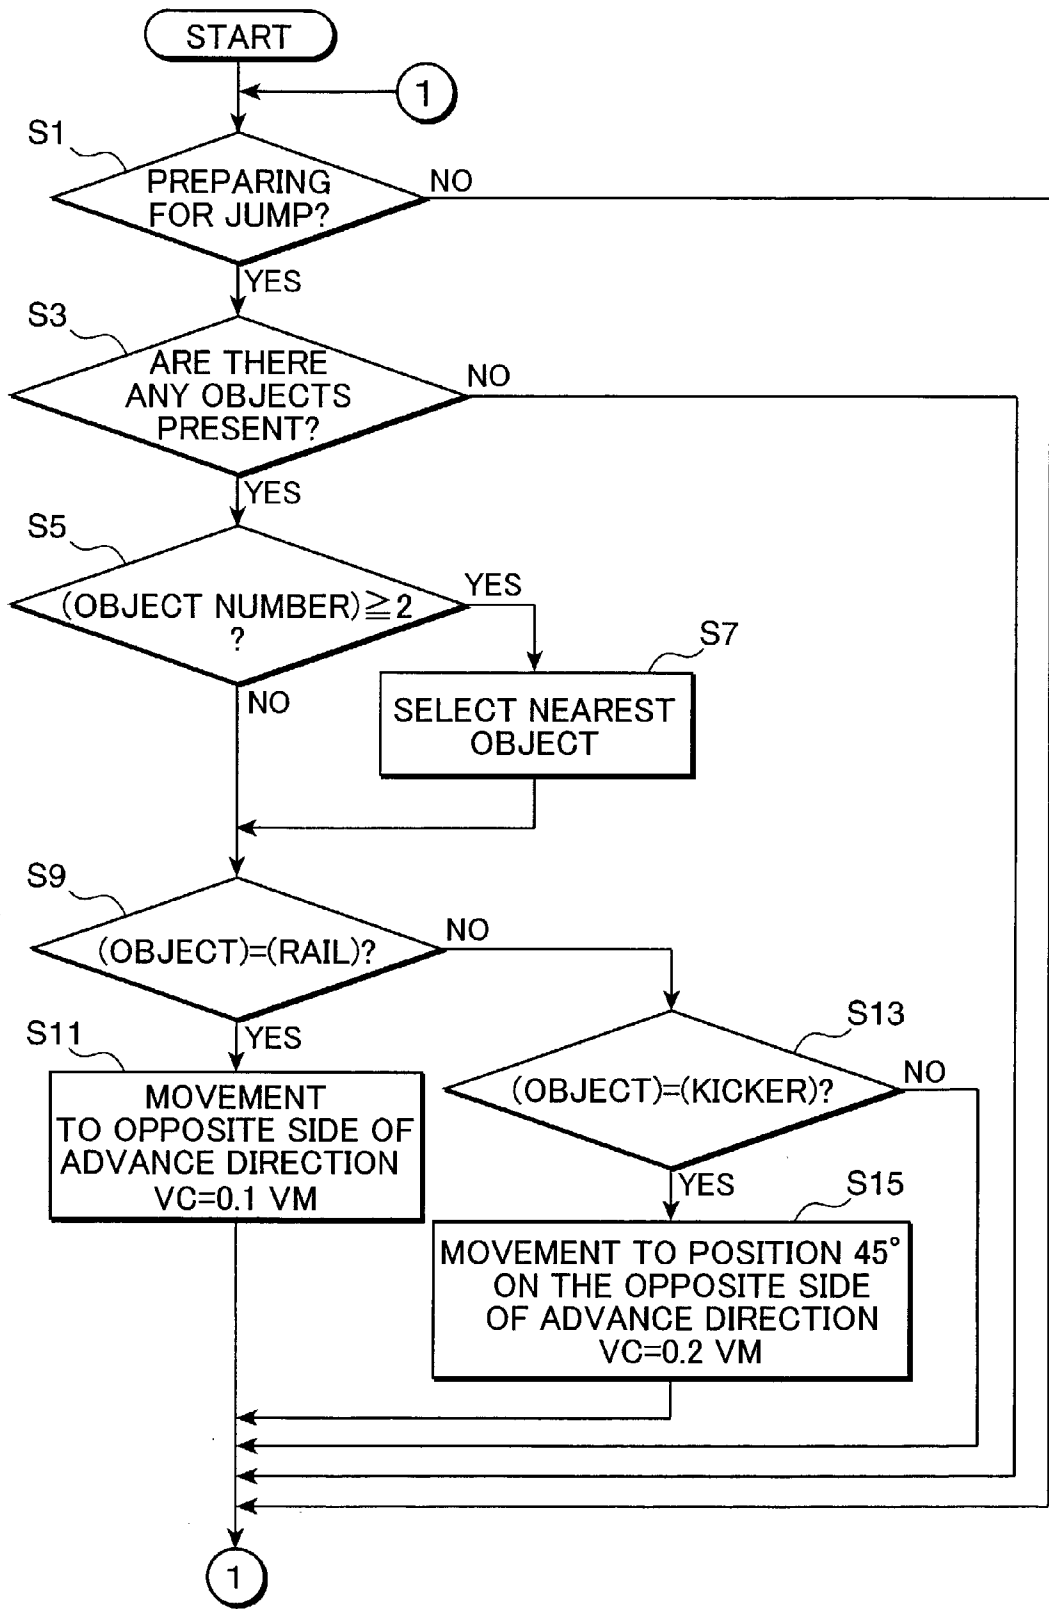 START
1
S1
PREPARING
FOR JUMP?
NO
YES
S3
ARE THERE
ANY OBJECTS
PRESENT?
NO
YES
S5
(OBJECT NUMBER)≧2
?
YES
NO
S7
SELECT NEAREST
OBJECT
S9
(OBJECT)=(RAIL)?
NO
YES
S11
MOVEMENT
TO OPPOSITE SIDE OF
ADVANCE DIRECTION
VC=0.1 VM
S13
(OBJECT)=(KICKER)?
NO
YES
S15
MOVEMENT TO POSITION 45°
ON THE OPPOSITE SIDE
OF ADVANCE DIRECTION
VC=0.2 VM
1